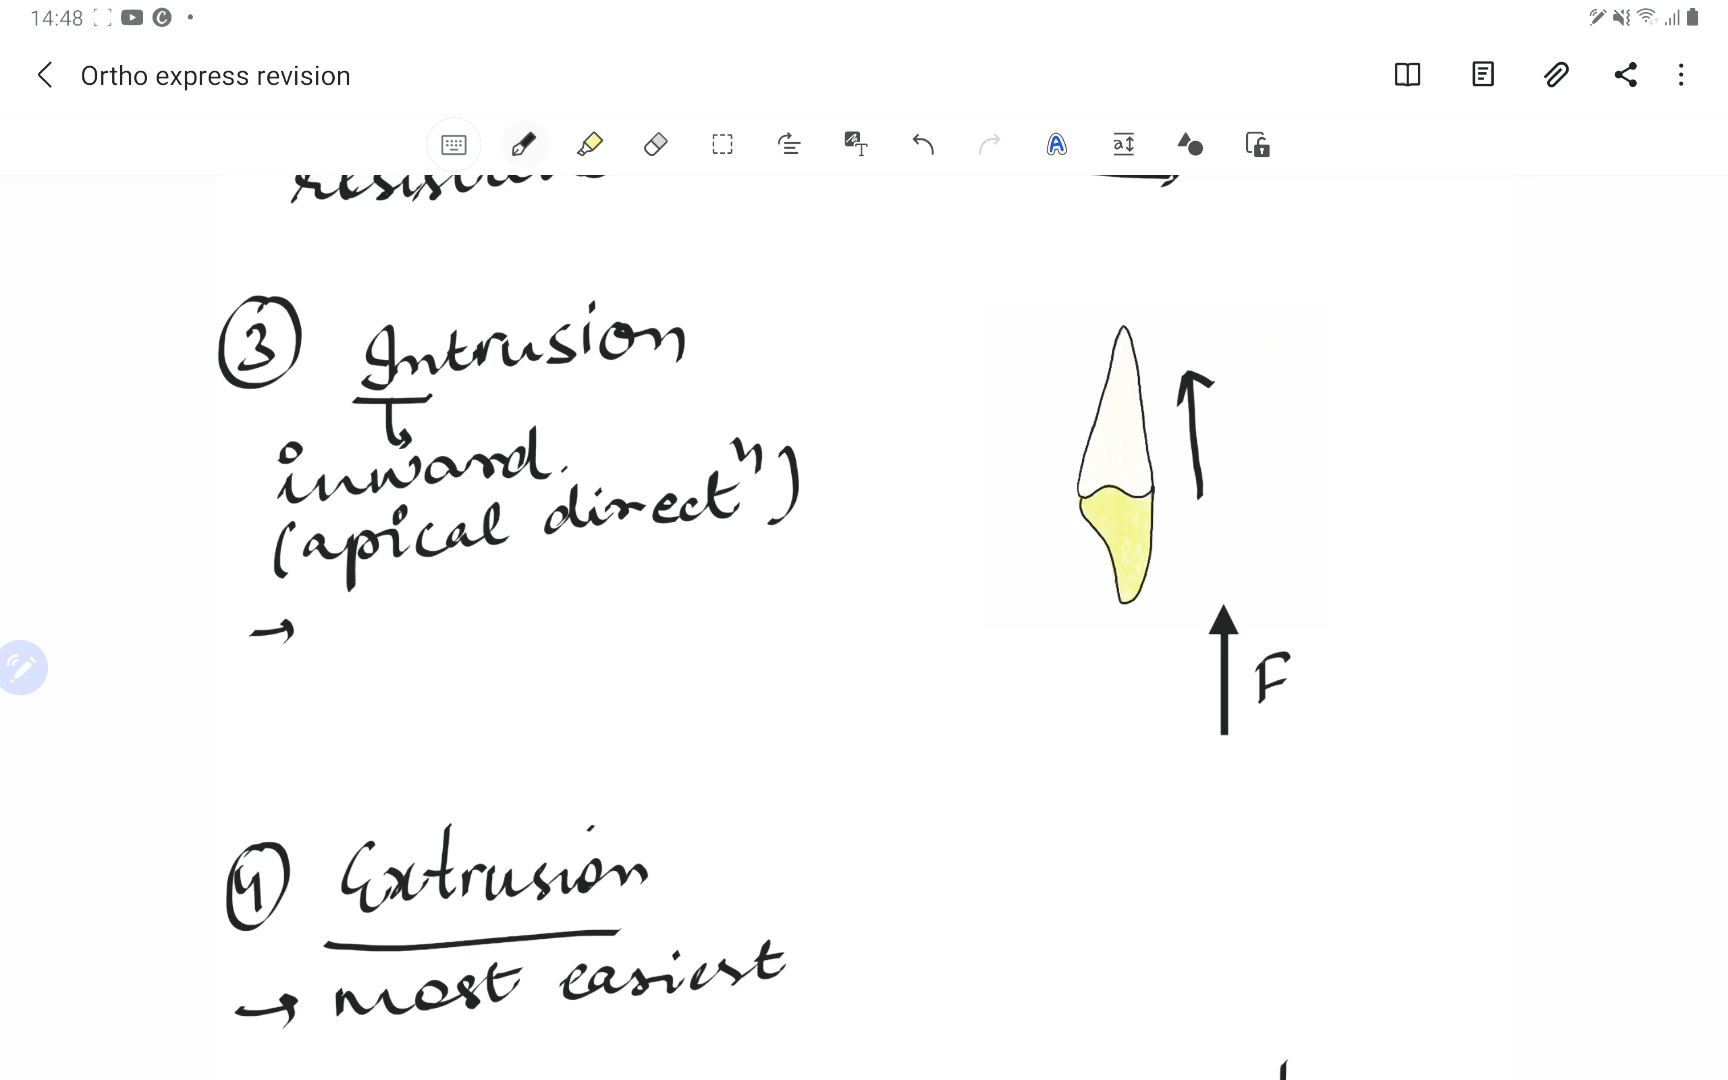 14:48
Ortho express revision
③ Intrusion
inward.
(apical directⁿ)
→
F
④ Extrusion
→ most easiest